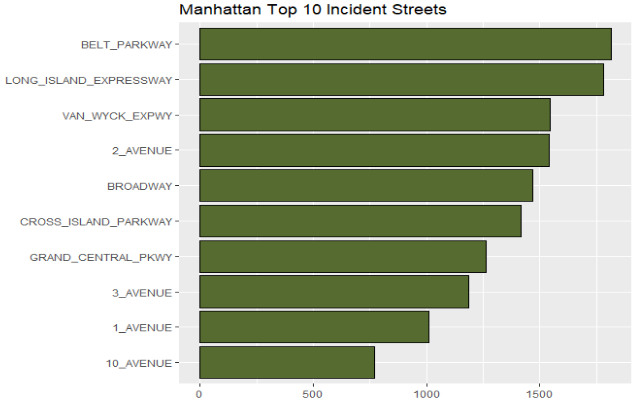 Manhattan Top 10 Incident Streets
BELT_PARKWAY
LONG_ISLAND_EXPRESSWAY
VAN_WYCK_EXPWY
2_AVENUE
BROADWAY
CROSS_ISLAND_PARKWAY
GRAND_CENTRAL_PKWY
3_AVENUE
1_AVENUE
10_AVENUE
0 500 1000 1500